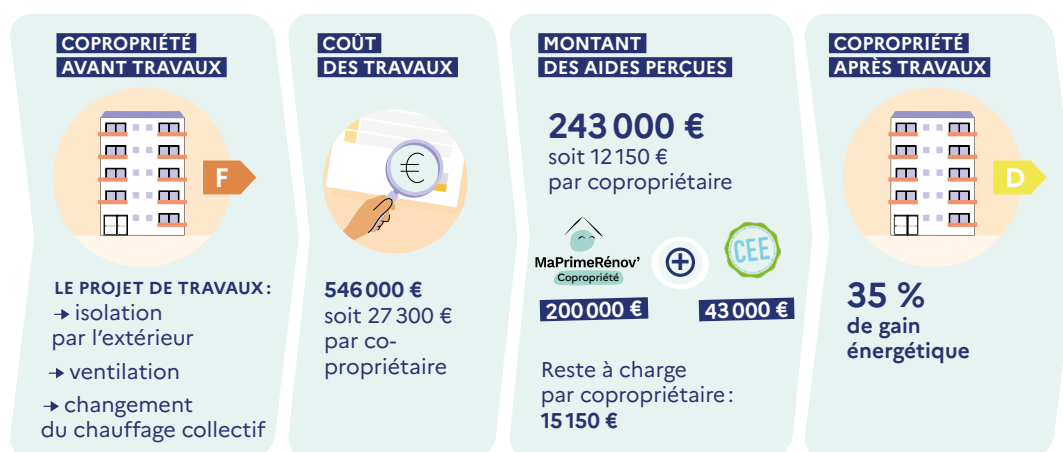 COPROPRIÉTÉ
AVANT TRAVAUX
F
LE PROJET DE TRAVAUX :
→ isolation
par l’extérieur
→ ventilation
→ changement
du chauffage collectif
COÛT
DES TRAVAUX
€
546 000 €
soit 27 300 €
par co-
propriétaire
MONTANT
DES AIDES PERÇUES
243 000 €
soit 12 150 €
par copropriétaire
MaPrimeRénov’
Copropriété
200 000 €
+
CEE
43 000 €
Reste à charge
par copropriétaire :
15 150 €
COPROPRIÉTÉ
APRÈS TRAVAUX
D
35 %
de gain
énergétique